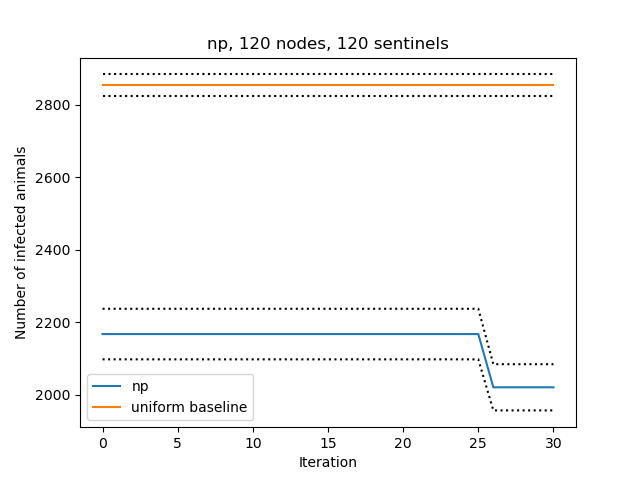 np, 120 nodes, 120 sentinels
Number of infected animals
2800
2600
2400
2200
2000
np
uniform baseline
0 5 10 15 20 25 30
Iteration